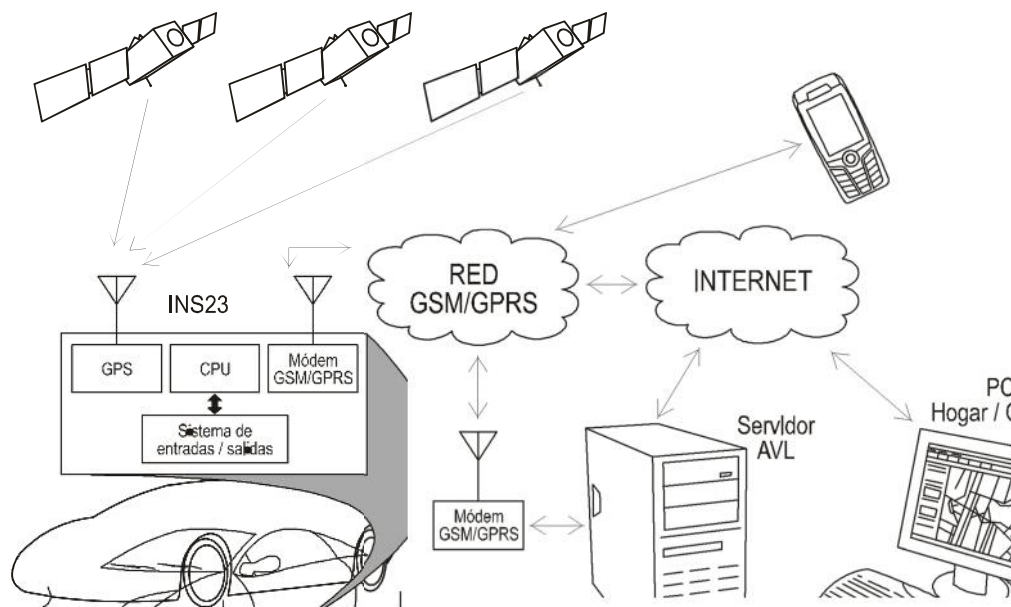 RED
GSM/GPRS
INTERNET
INS23
GPS
CPU
Módem
GSM/GPRS
Sistema de
entradas / salidas
Servidor
AVL
Módem
GSM/GPRS
PC
Hogar /